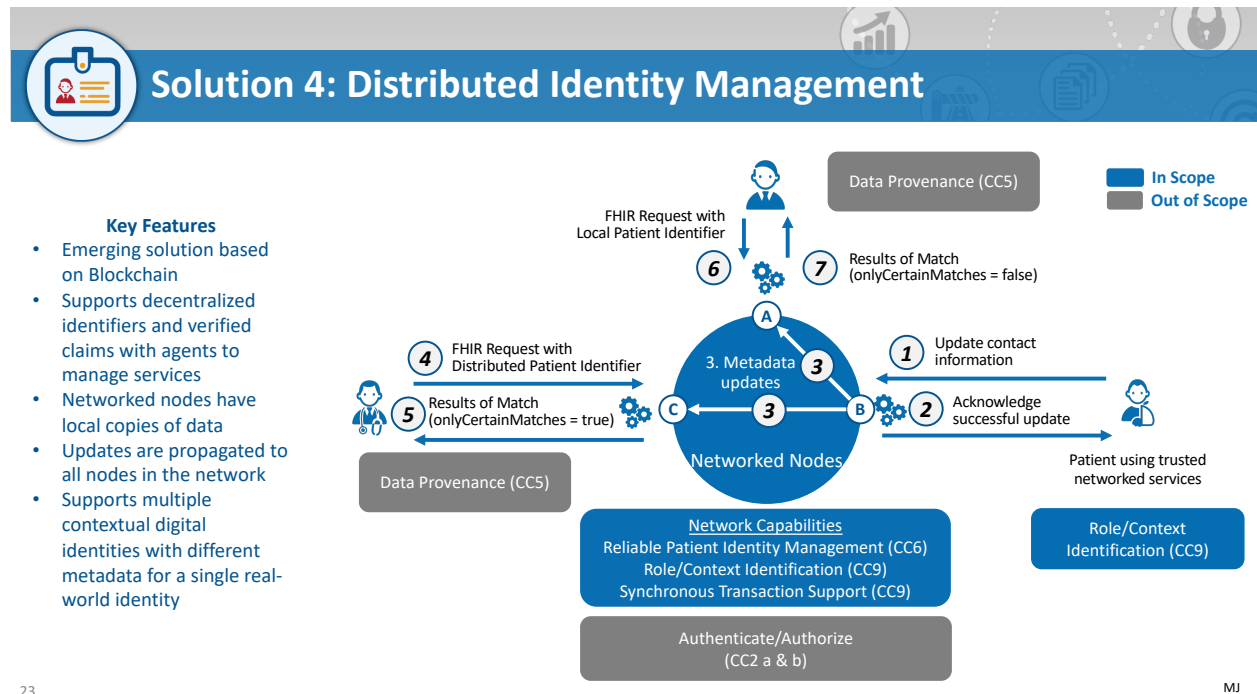 Solution 4: Distributed Identity Management
Key Features
• Emerging solution based
on Blockchain
• Supports decentralized
identifiers and verified
claims with agents to
manage services
• Networked nodes have
local copies of data
• Updates are propagated to
all nodes in the network
• Supports multiple
contextual digital
identities with different
metadata for a single real-
world identity
Data Provenance (CC5)
In Scope
Out of Scope
FHIR Request with
Local Patient Identifier
6
7
Results of Match
(onlyCertainMatches = false)
A
4
FHIR Request with
Distributed Patient Identifier
3. Metadata
updates
3
1
Update contact
information
5
Results of Match
(onlyCertainMatches = true)
C
3
B
2
Acknowledge
successful update
Networked Nodes
Patient using trusted
networked services
Data Provenance (CC5)
Network Capabilities
Reliable Patient Identity Management (CC6)
Role/Context Identification (CC9)
Synchronous Transaction Support (CC9)
Role/Context
Identification (CC9)
Authenticate/Authorize
(CC2 a & b)
23
MJ